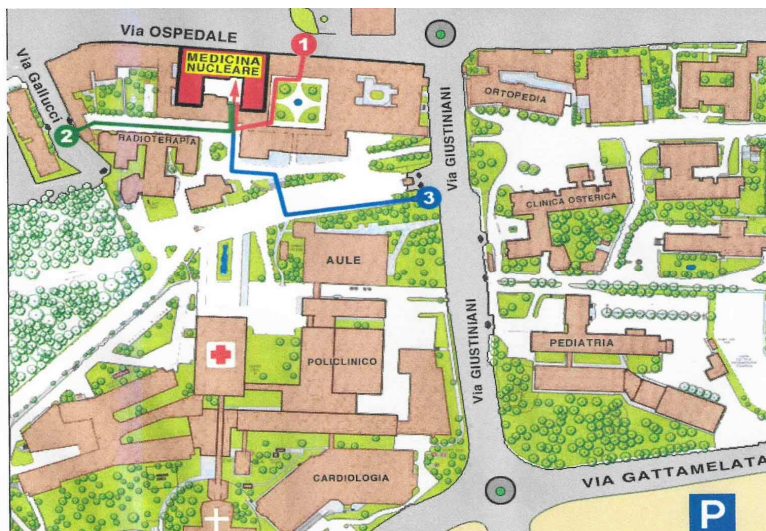 Via OSPEDALE
1
MEDICINA
NUCLEARE
Via Gallucci
2
RADIOTERAPIA
ORTOPEDIA
Via GIUSTINIANI
3
CLINICA OSTERICA
AULE
POLICLINICO
PEDIATRIA
Via GIUSTINIANI
CARDIOLOGIA
VIA GATTAMELATA
P